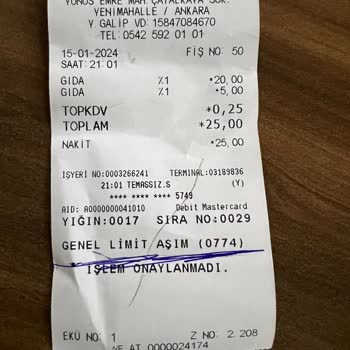 YUNUS EMRE MAH. ÇATALKAYA SOK.
YENİMAHALLE / ANKARA
Y. GALİP VD: 15847084670
TEL: 0542 592 01 01
15-01-2024 FİŞ NO: 50
SAAT: 21:01
GIDA %1 *20,00
GIDA %1 *5,00
TOPKDV *0,25
TOPLAM *25,00
NAKİT *25,00
İŞYERİ NO:0003266241 TERMİNAL:03189836
21:01 TEMASSIZ.S (Y)
**** **** **** 5749
AID: A0000000041010 Debit Mastercard
YIĞIN:0017 SIRA NO:0029
GENEL LİMİT AŞIM (0774)
İŞLEM ONAYLANMADI.
EKÜ NO: 1 Z NO: 2.208
AT 0000024174